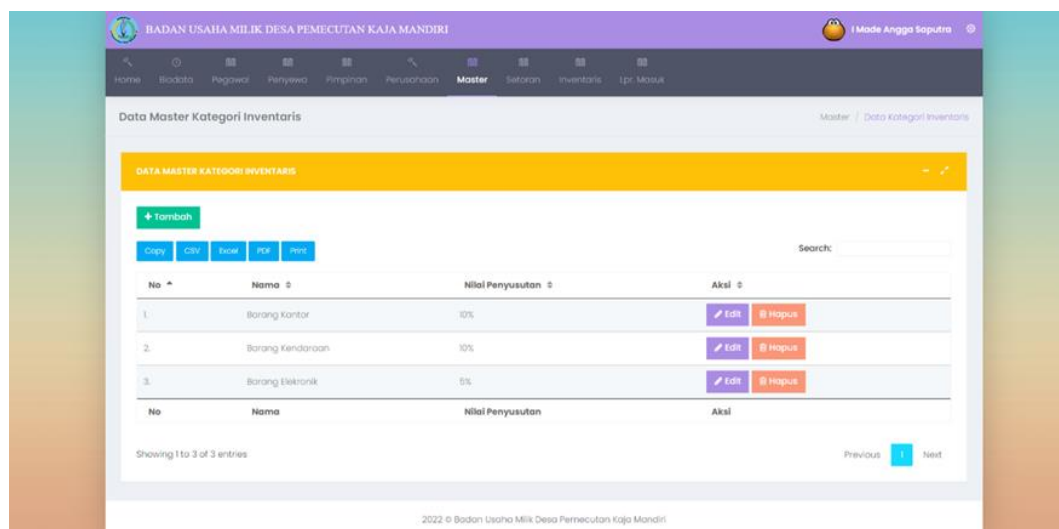 BADAN USAHA MILIK DESA PEMECUTAN KAJA MANDIRI I Made Angga Saputra
Home Biodata Pegawai Penyewa Pimpinan Perusahaan Master Setoran Inventaris Lpr. Masuk
Data Master Kategori Inventaris Master / Data Kategori Inventaris
DATA MASTER KATEGORI INVENTARIS
+ Tambah
Copy CSV Excel PDF Print Search:
No Nama Nilai Penyusutan Aksi
1. Barang Kantor 10% Edit Hapus
2. Barang Kendaraan 10% Edit Hapus
3. Barang Elekronik 5% Edit Hapus
No Nama Nilai Penyusutan Aksi
Showing 1 to 3 of 3 entries Previous 1 Next
2022 © Badan Usaha Milik Desa Pemecutan Kaja Mandiri